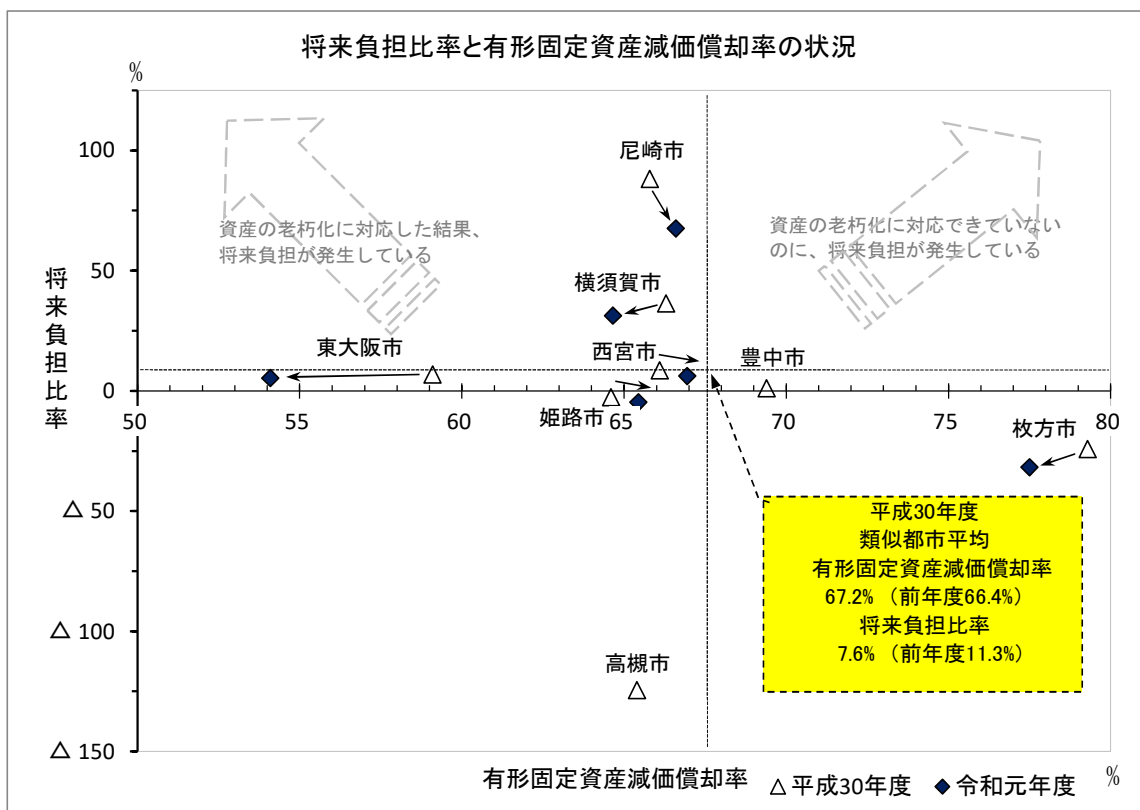 将来負担比率と有形固定資産減価償却率の状況
%
100
50
0
△ 50
△ 100
△ 150
将来負担比率
資産の老朽化に対応した結果、
将来負担が発生している
資産の老朽化に対応できていない
のに、将来負担が発生している
尼崎市
横須賀市
東大阪市
西宮市
豊中市
姫路市
枚方市
高槻市
50
55
60
65
70
75
80
平成30年度
類似都市平均
有形固定資産減価償却率
67.2% （前年度66.4%）
将来負担比率
7.6% （前年度11.3%）
有形固定資産減価償却率
%
△平成30年度 ◆令和元年度